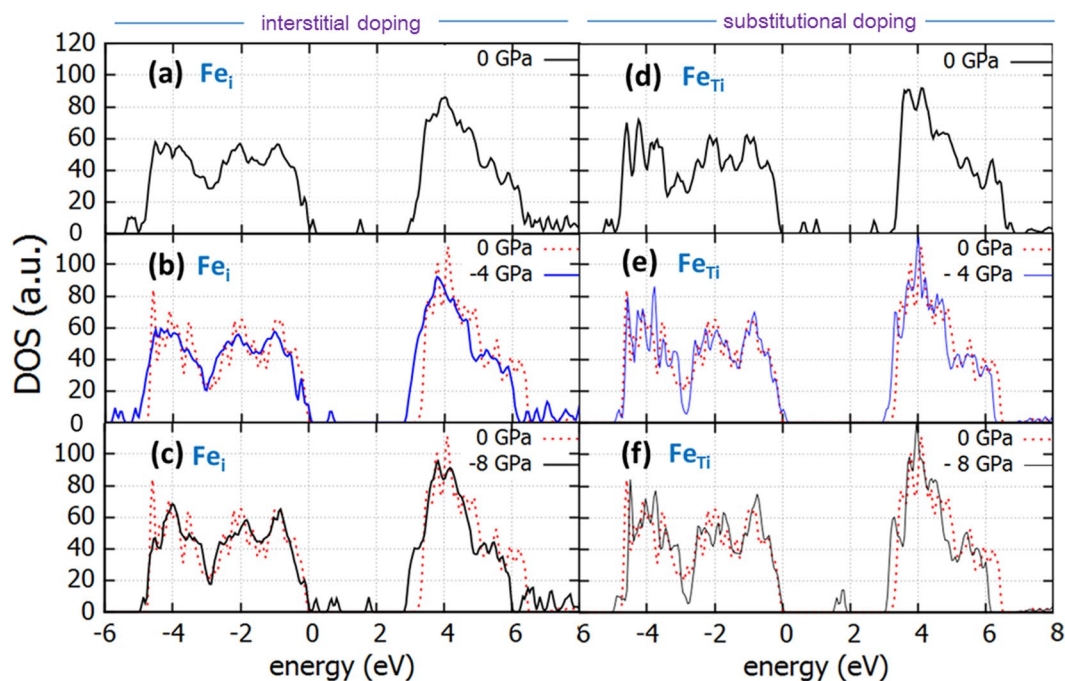 interstitial doping
substitutional doping
DOS (a.u.)
120
100
80
60
40
20
0
(a) Fei
0 GPa
(d) FeTi
0 GPa
100
80
60
40
20
0
(b) Fei
0 GPa
-4 GPa
(e) FeTi
0 GPa
- 4 GPa
100
80
60
40
20
0
(c) Fei
0 GPa
-8 GPa
(f) FeTi
0 GPa
- 8 GPa
-6 -4 -2 0 2 4 6 -4 -2 0 2 4 6 8
energy (eV)
energy (eV)